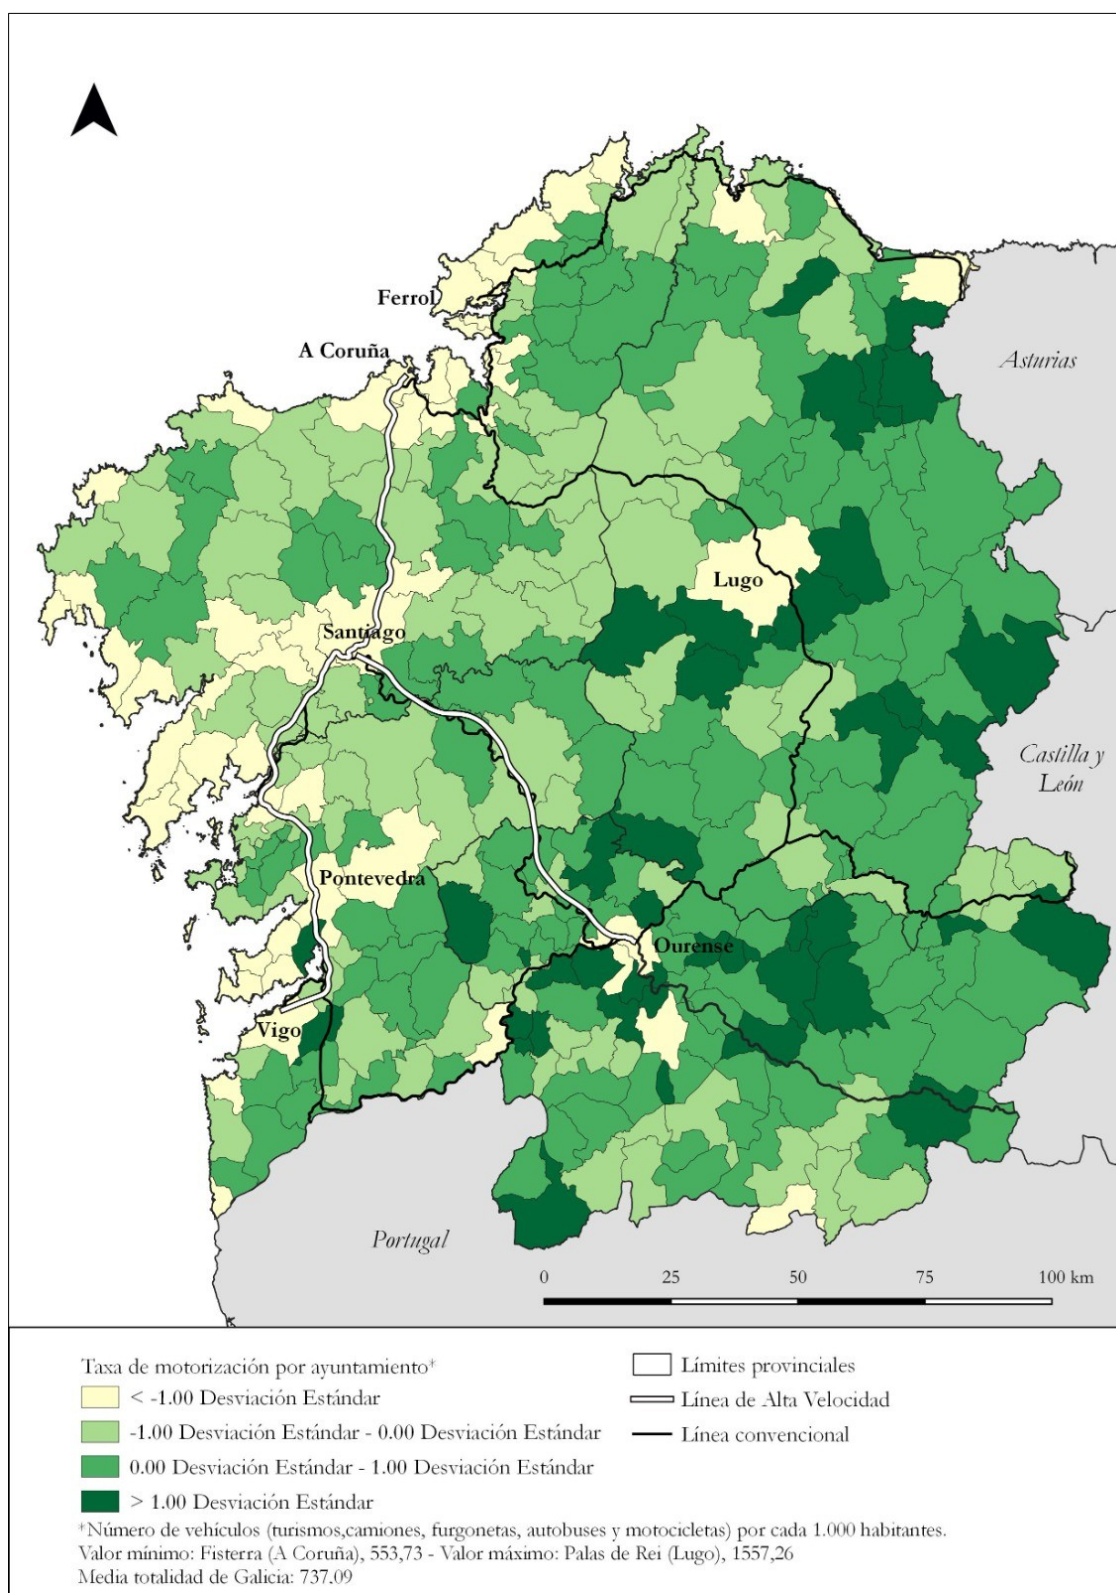 Ferrol
A Coruña
Asturias
Lugo
Santiago
Castilla y
León
Pontevedra
Ourense
Vigo
Portugal
0 25 50 75 100 km
Taxa de motorización por ayuntamiento*
< -1.00 Desviación Estándar
-1.00 Desviación Estándar - 0.00 Desviación Estándar
0.00 Desviación Estándar - 1.00 Desviación Estándar
> 1.00 Desviación Estándar
Límites provinciales
Línea de Alta Velocidad
Línea convencional
*Número de vehículos (turismos,camiones, furgonetas, autobuses y motocicletas) por cada 1.000 habitantes.
Valor mínimo: Fisterra (A Coruña), 553,73 - Valor máximo: Palas de Rei (Lugo), 1557,26
Media totalidad de Galicia: 737,09